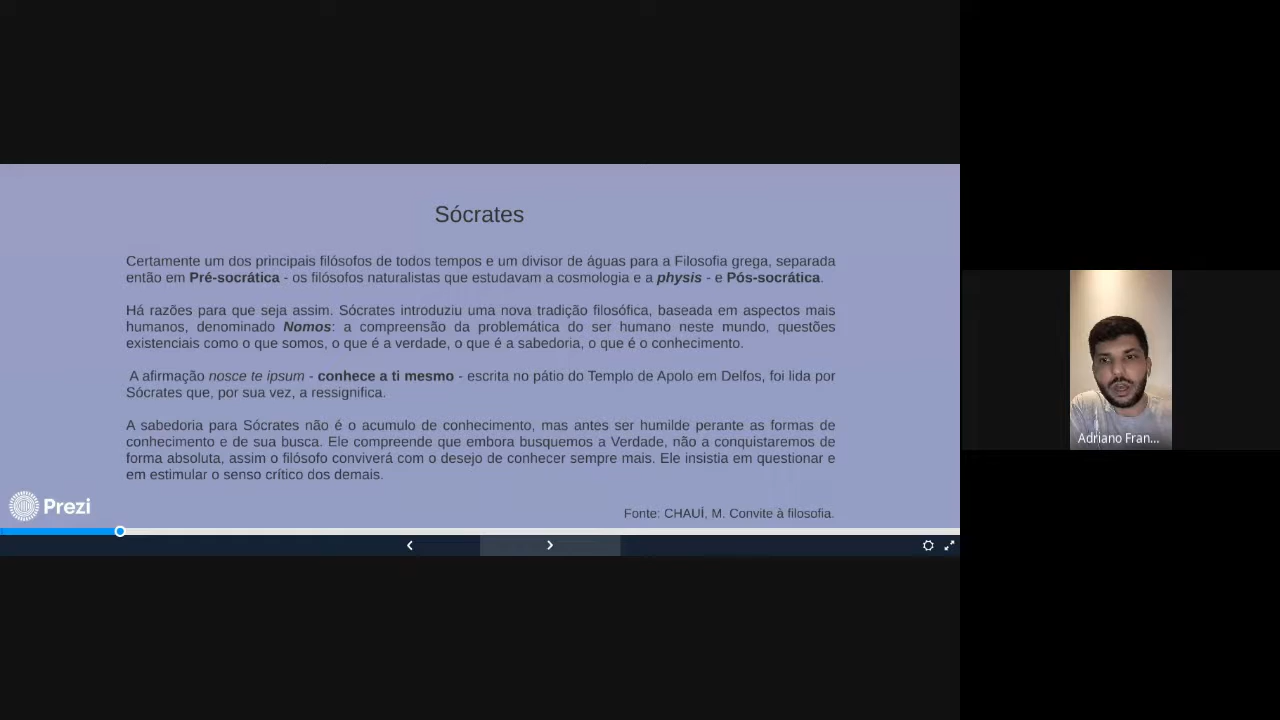 Sócrates
Certamente um dos principais filósofos de todos tempos e um divisor de águas para a Filosofia grega, separada
então em Pré-socrática - os filósofos naturalistas que estudavam a cosmologia e a physis - e Pós-socrática.
Há razões para que seja assim. Sócrates introduziu uma nova tradição filosófica, baseada em aspectos mais
humanos, denominado Nomos: a compreensão da problemática do ser humano neste mundo, questões
existenciais como o que somos, o que é a verdade, o que é a sabedoria, o que é o conhecimento.
A afirmação nosce te ipsum - conhece a ti mesmo - escrita no pátio do Templo de Apolo em Delfos, foi lida por
Sócrates que, por sua vez, a ressignifica.
A sabedoria para Sócrates não é o acumulo de conhecimento, mas antes ser humilde perante as formas de
conhecimento e de sua busca. Ele compreende que embora busquemos a Verdade, não a conquistaremos de
forma absoluta, assim o filósofo conviverá com o desejo de conhecer sempre mais. Ele insistia em questionar e
em estimular o senso crítico dos demais.
Fonte: CHAUÍ, M. Convite à filosofia.
Prezi
Adriano Fran...